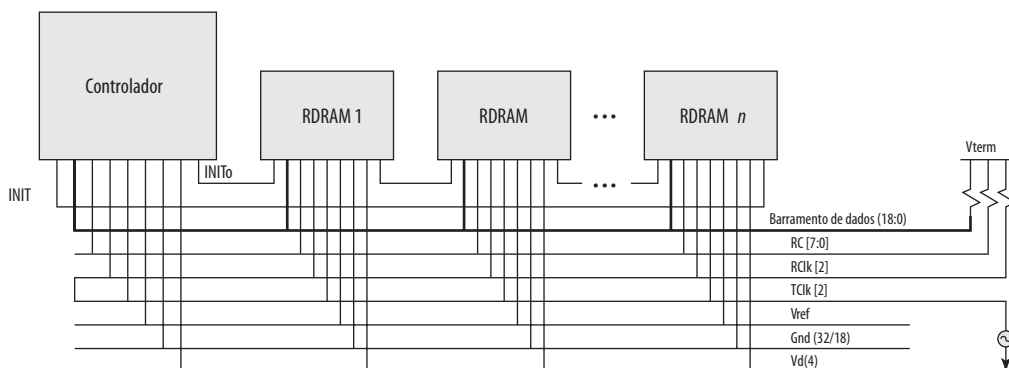 Controlador
RDRAM 1
RDRAM
...
RDRAM n
Vterm
INITo
...
INIT
Barramento de dados (18:0)
RC [7:0]
RClk [2]
TClk [2]
Vref
Gnd (32/18)
Vd(4)